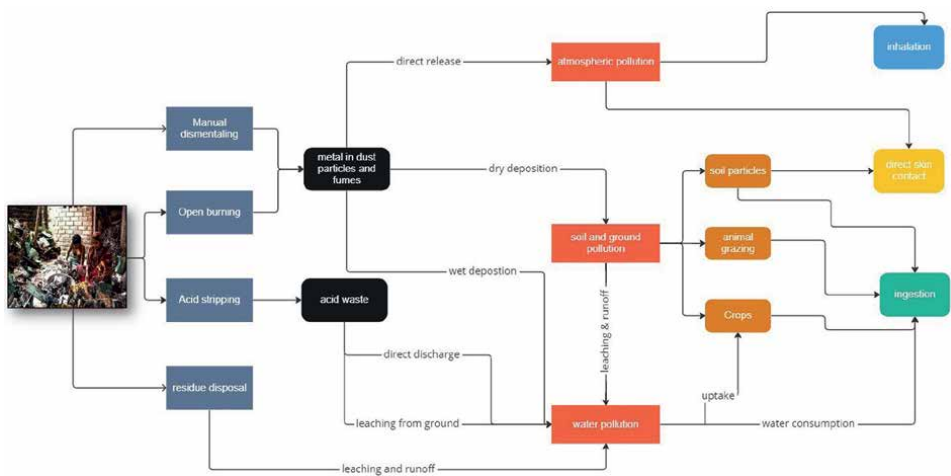 Manual
dismentaling
Open burning
Acid stripping
residue disposal
metal in dust
particles and
fumes
acid waste
direct release
dry deposition
wet depostion
direct discharge
leaching from ground
leaching and runoff
atmospheric pollution
soil and ground
pollution
leaching & runoff
water pollution
soil particles
animal
grazing
Crops
uptake
water consumption
inhalation
direct skin
contact
ingestion